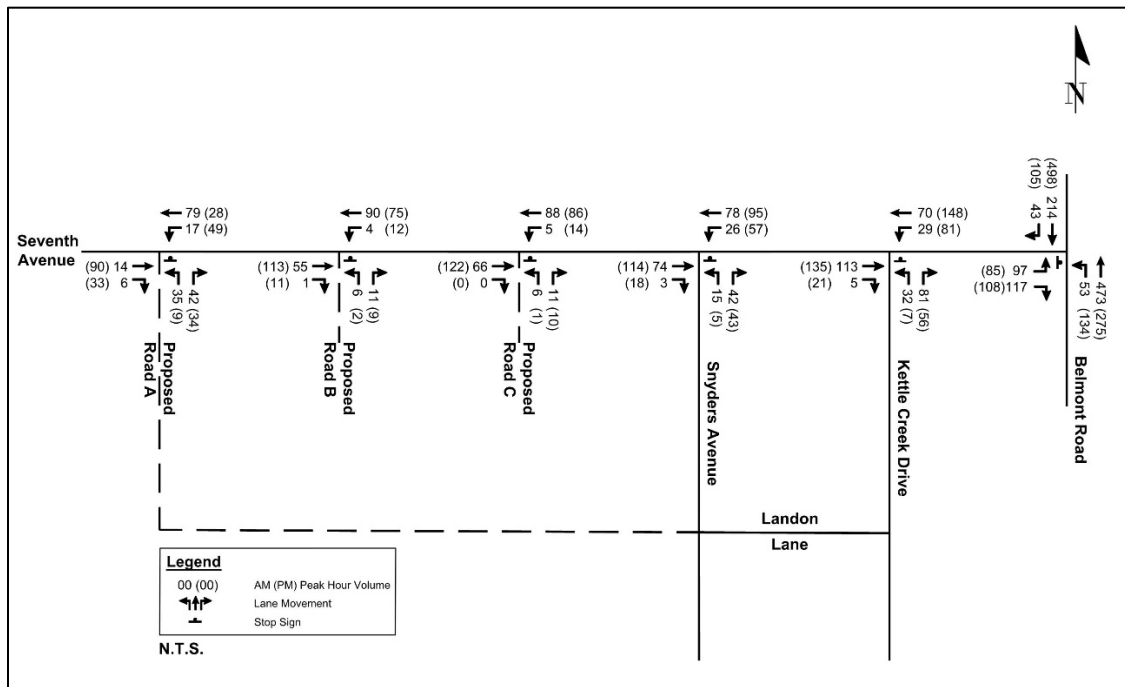 N
(498) 214
(105) 43
79 (28)
17 (49)
90 (75)
4 (12)
88 (86)
5 (14)
78 (95)
26 (57)
70 (148)
29 (81)
Seventh
Avenue
(90) 14
(33) 6
35 (9)
42 (34)
(113) 55
(11) 1
6 (2)
11 (9)
(122) 66
(0) 0
6 (1)
11 (10)
(114) 74
(18) 3
15 (5)
42 (43)
(135) 113
(21) 5
32 (7)
81 (56)
(85) 97
(108)117
53 (134)
473 (275)
Proposed
Road A
Proposed
Road B
Proposed
Road C
Snyders Avenue
Kettle Creek Drive
Belmont Road
Landon
Lane
Legend
00 (00) AM (PM) Peak Hour Volume
Lane Movement
Stop Sign
N.T.S.